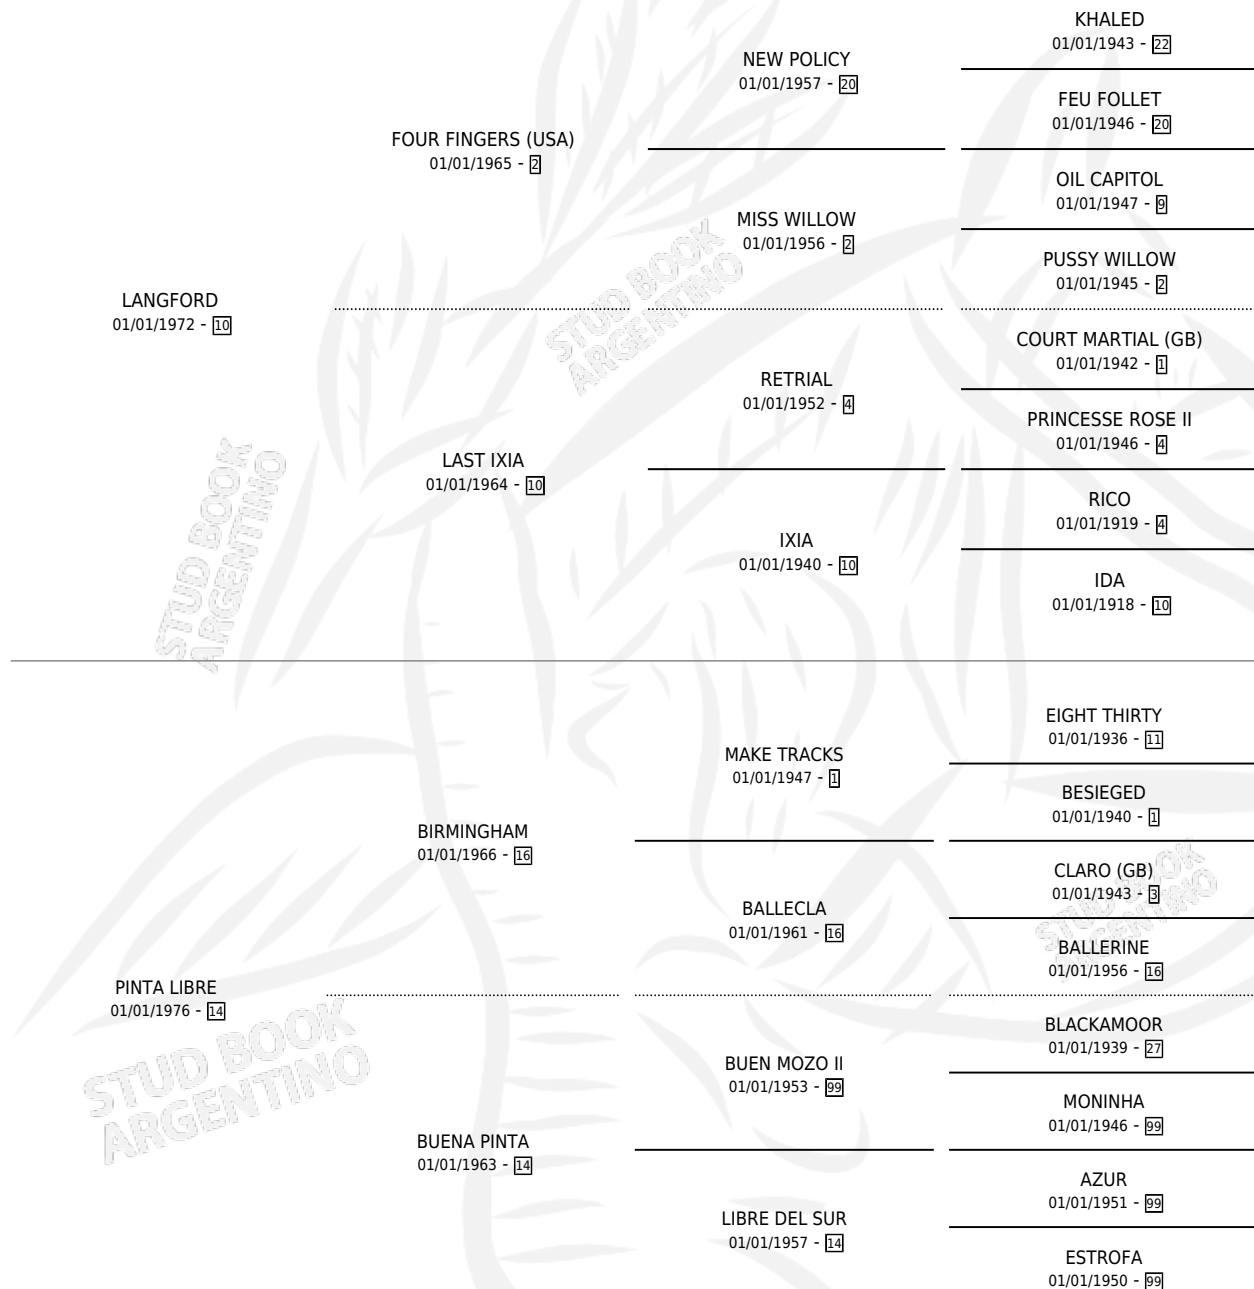 KHALED
01/01/1943 - 22
NEW POLICY
01/01/1957 - 20
FEU FOLLET
01/01/1946 - 20
FOUR FINGERS (USA)
01/01/1965 - 2
OIL CAPITOL
01/01/1947 - 9
MISS WILLOW
01/01/1956 - 2
PUSSY WILLOW
01/01/1945 - 2
LANGFORD
01/01/1972 - 10
COURT MARTIAL (GB)
01/01/1942 - 1
RETRIAL
01/01/1952 - 4
PRINCESSE ROSE II
01/01/1946 - 4
LAST IXIA
01/01/1964 - 10
RICO
01/01/1919 - 4
IXIA
01/01/1940 - 10
IDA
01/01/1918 - 10
EIGHT THIRTY
01/01/1936 - 11
MAKE TRACKS
01/01/1947 - 1
BESIEGED
01/01/1940 - 1
BIRMINGHAM
01/01/1966 - 16
CLARO (GB)
01/01/1943 - 3
BALLECLA
01/01/1961 - 16
BALLERINE
01/01/1956 - 16
PINTA LIBRE
01/01/1976 - 14
BLACKAMOOR
01/01/1939 - 27
BUEN MOZO II
01/01/1953 - 99
MONINHA
01/01/1946 - 99
BUENA PINTA
01/01/1963 - 14
AZUR
01/01/1951 - 99
LIBRE DEL SUR
01/01/1957 - 14
ESTROFA
01/01/1950 - 99
STUD BOOK
ARGENTINO
STUD BOOK
ARGENTINO
STUD BOOK
ARGENTINO
STUD BOOK
ARGENTINO